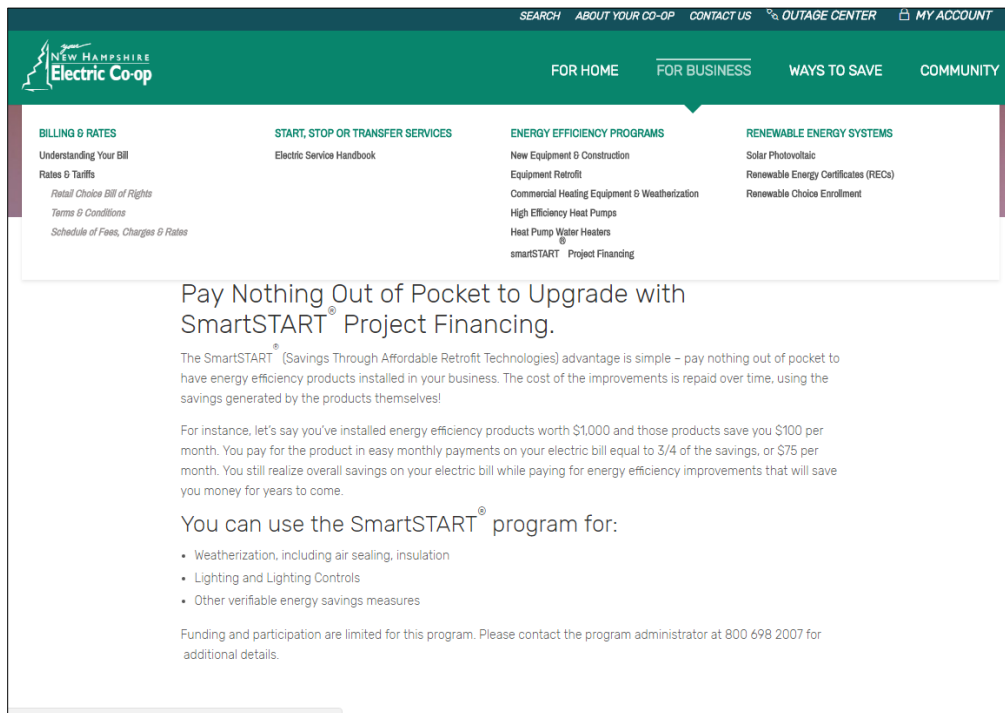 SEARCH ABOUT YOUR CO-OP CONTACT US OUTAGE CENTER MY ACCOUNT
your
NEW HAMPSHIRE
Electric Co·op
FOR HOME FOR BUSINESS WAYS TO SAVE COMMUNITY
BILLING & RATES
Understanding Your Bill
Rates & Tariffs
Retail Choice Bill of Rights
Terms & Conditions
Schedule of Fees, Charges & Rates
START, STOP OR TRANSFER SERVICES
Electric Service Handbook
ENERGY EFFICIENCY PROGRAMS
New Equipment & Construction
Equipment Retrofit
Commercial Heating Equipment & Weatherization
High Efficiency Heat Pumps
Heat Pump Water Heaters
smartSTART® Project Financing
RENEWABLE ENERGY SYSTEMS
Solar Photovoltaic
Renewable Energy Certificates (RECs)
Renewable Choice Enrollment
Pay Nothing Out of Pocket to Upgrade with
SmartSTART® Project Financing.
The SmartSTART® (Savings Through Affordable Retrofit Technologies) advantage is simple – pay nothing out of pocket to
have energy efficiency products installed in your business. The cost of the improvements is repaid over time, using the
savings generated by the products themselves!
For instance, let's say you've installed energy efficiency products worth $1,000 and those products save you $100 per
month. You pay for the product in easy monthly payments on your electric bill equal to 3/4 of the savings, or $75 per
month. You still realize overall savings on your electric bill while paying for energy efficiency improvements that will save
you money for years to come.
You can use the SmartSTART® program for:
• Weatherization, including air sealing, insulation
• Lighting and Lighting Controls
• Other verifiable energy savings measures
Funding and participation are limited for this program. Please contact the program administrator at 800 698 2007 for
additional details.